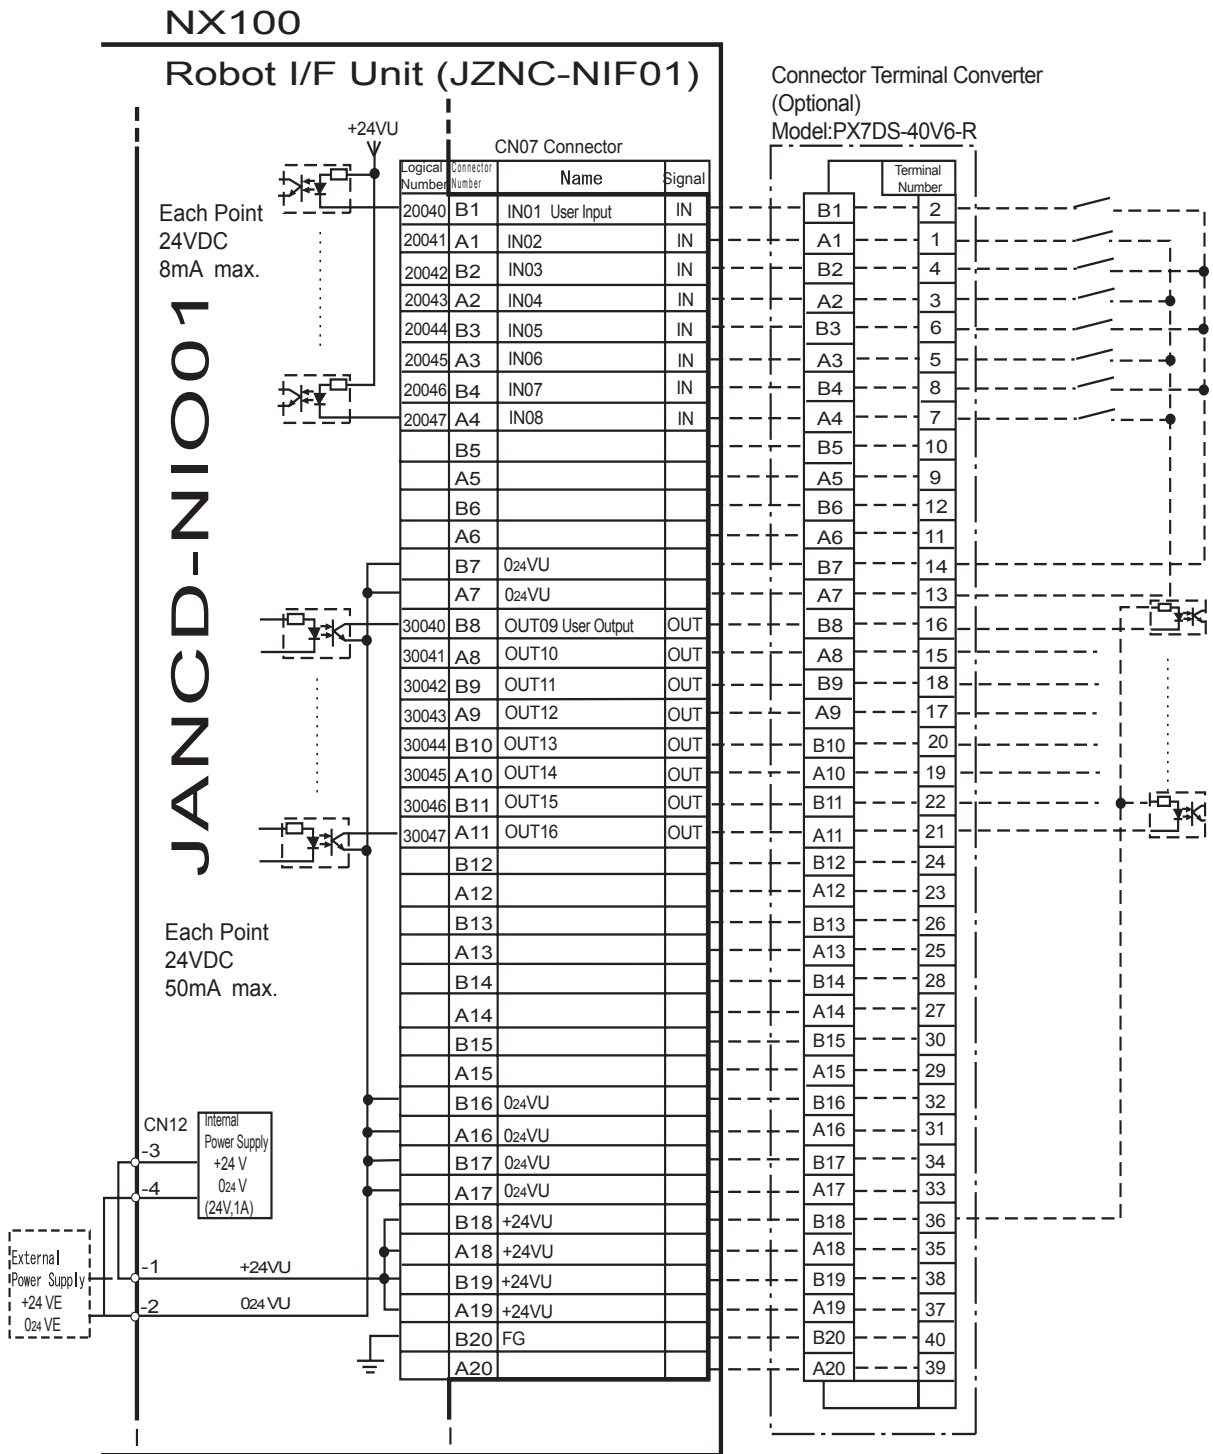 NX100
Robot I/F Unit (JZNC-NIF01)
Connector Terminal Converter
(Optional)
Model:PX7DS-40V6-R
+24VU
CN07 Connector
Logical Number Connector Number Name Signal Terminal Number
Each Point
24VDC
8mA max.
JANCD-NIO01
20040 B1 IN01 User Input IN B1 2
20041 A1 IN02 IN A1 1
20042 B2 IN03 IN B2 4
20043 A2 IN04 IN A2 3
20044 B3 IN05 IN B3 6
20045 A3 IN06 IN A3 5
20046 B4 IN07 IN B4 8
20047 A4 IN08 IN A4 7
B5 B5 10
A5 A5 9
B6 B6 12
A6 A6 11
B7 024VU B7 14
A7 024VU A7 13
30040 B8 OUT09 User Output OUT B8 16
30041 A8 OUT10 OUT A8 15
30042 B9 OUT11 OUT B9 18
30043 A9 OUT12 OUT A9 17
30044 B10 OUT13 OUT B10 20
30045 A10 OUT14 OUT A10 19
30046 B11 OUT15 OUT B11 22
30047 A11 OUT16 OUT A11 21
B12 B12 24
A12 A12 23
B13 B13 26
A13 A13 25
B14 B14 28
A14 A14 27
B15 B15 30
A15 A15 29
B16 024VU B16 32
A16 024VU A16 31
B17 024VU B17 34
A17 024VU A17 33
B18 +24VU B18 36
A18 +24VU A18 35
B19 +24VU B19 38
A19 +24VU A19 37
B20 FG B20 40
A20 A20 39
Each Point
24VDC
50mA max.
CN12
-3
-4
Internal
Power Supply
+24 V
024 V
(24V,1A)
External
Power Supply
+24 VE
024 VE
-1 +24VU
-2 024 VU